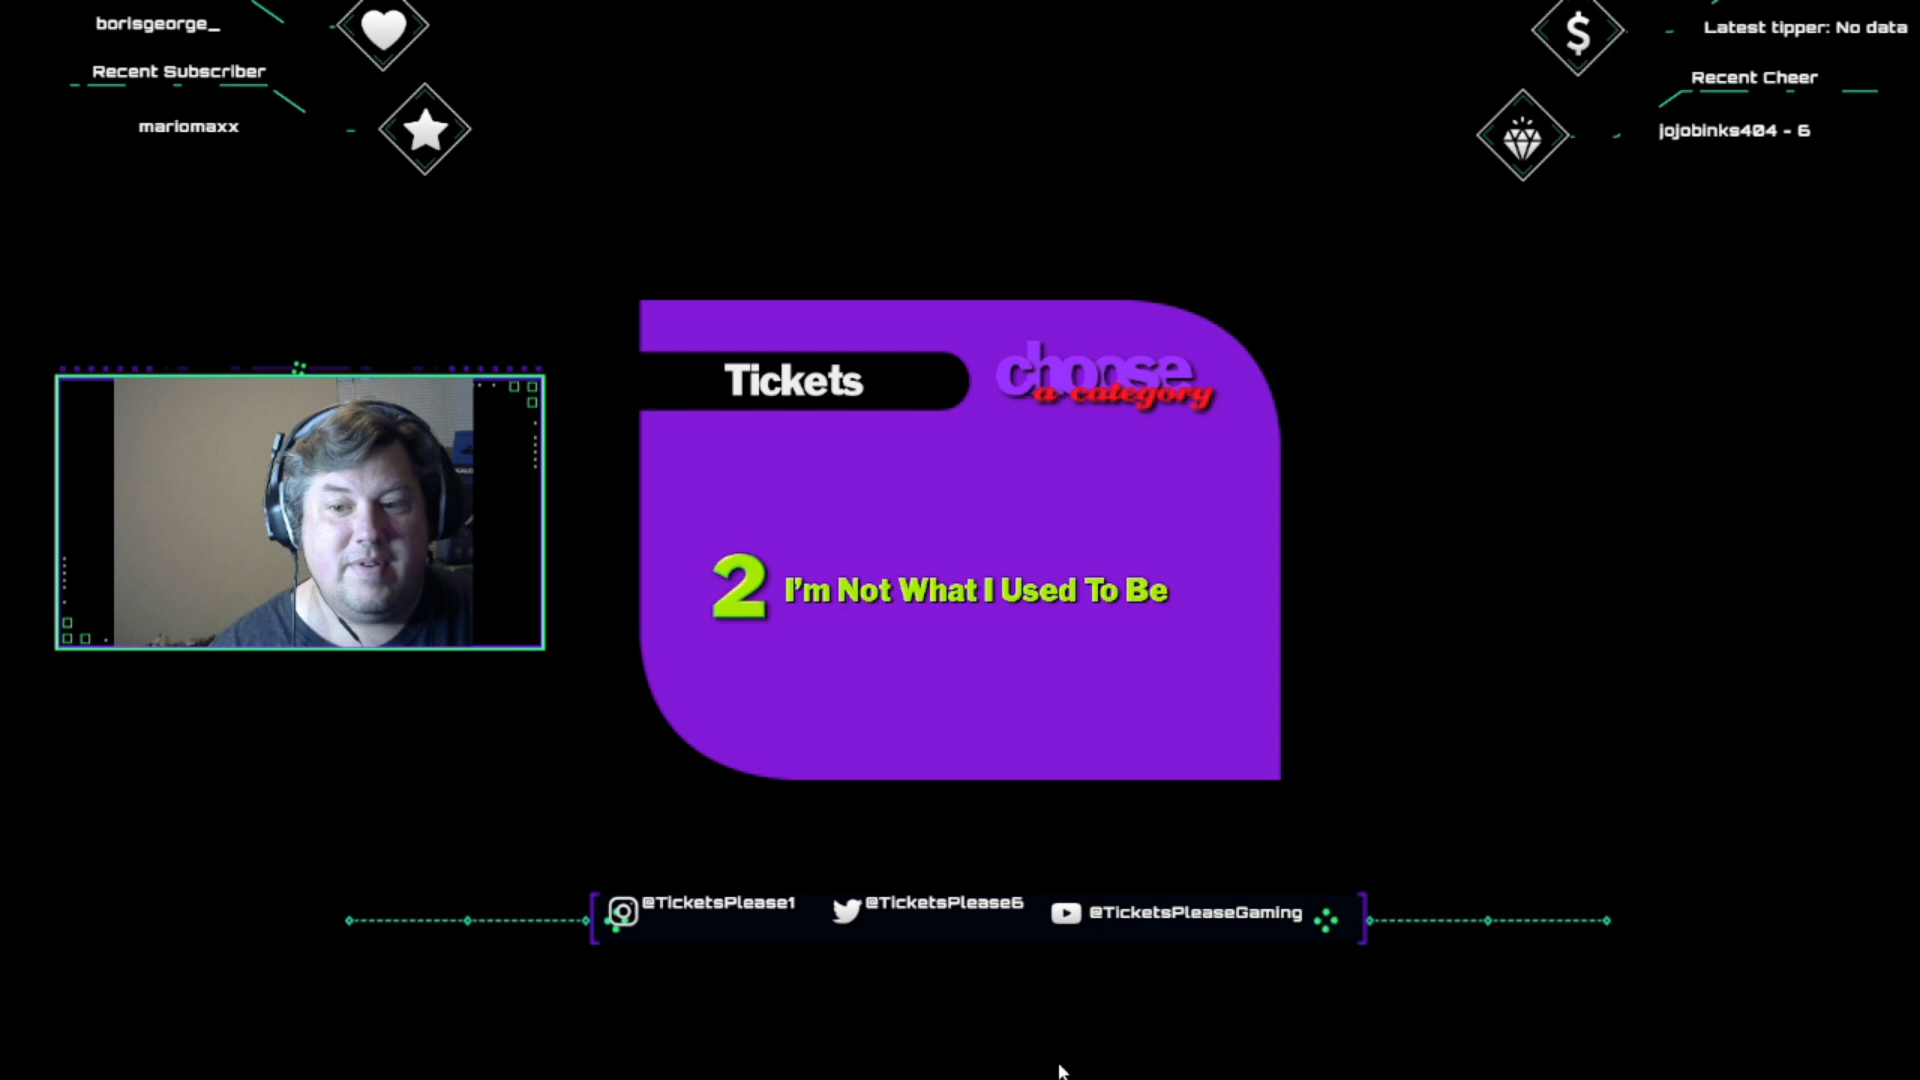 borisgeorge_
Recent Subscriber
mariomaxx
Latest tipper: No data
Recent Cheer
jojobinks404 - 6
Tickets
choose
a category
2 I'm Not What I Used To Be
@TicketsPlease1
@TicketsPlease6
@TicketsPleaseGaming